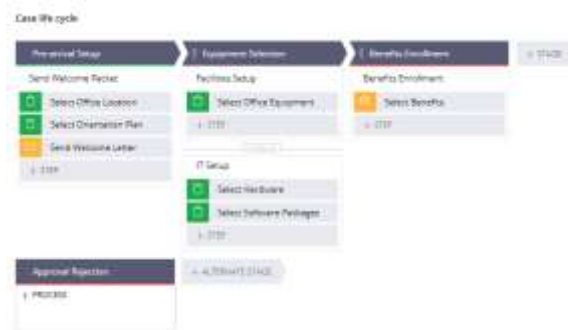 Case life cycle
Pre-arrival Setup
Equipment Selection
Benefits Enrollment
+ STAGE
Send Welcome Packet
Facilities Setup
Benefits Enrollment
Select Office Location
Select Office Equipment
Select Benefits
Select Orientation Plan
+ STEP
+ STEP
Send Welcome Letter
+ STEP
IT Setup
Select Hardware
Select Software Packages
+ STEP
Approval Rejection
+ ALTERNATE STAGE
+ PROCESS